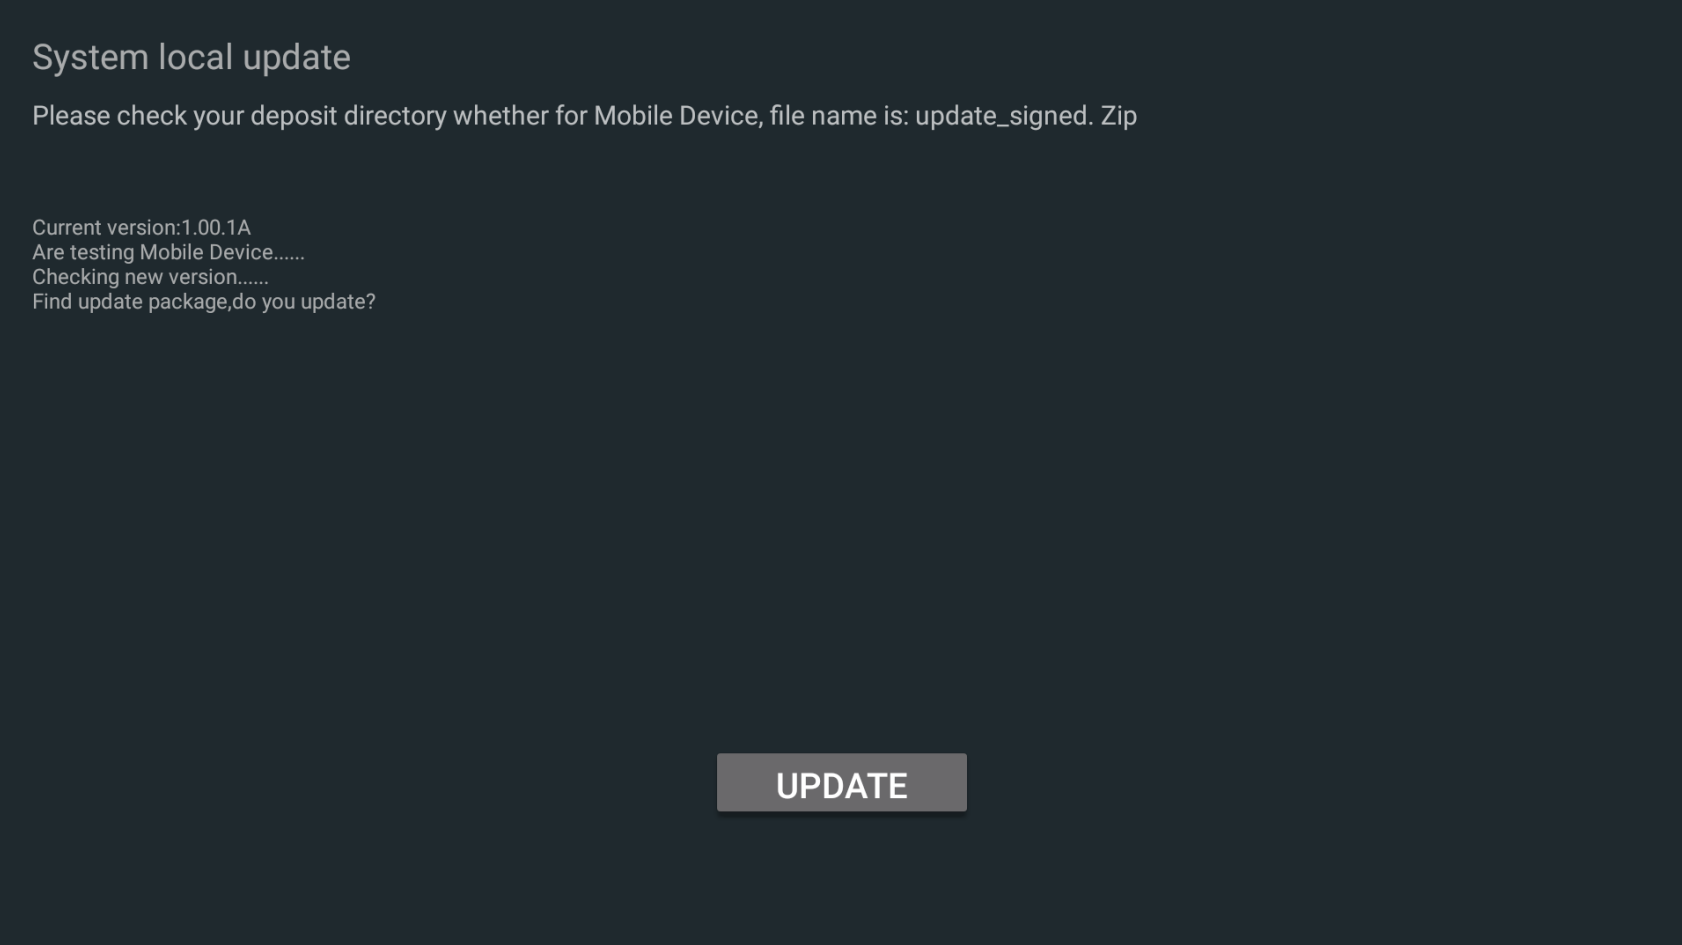 System local update
Please check your deposit directory whether for Mobile Device, file name is: update_signed. Zip
Current version:1.00.1A
Are testing Mobile Device......
Checking new version......
Find update package,do you update?
UPDATE